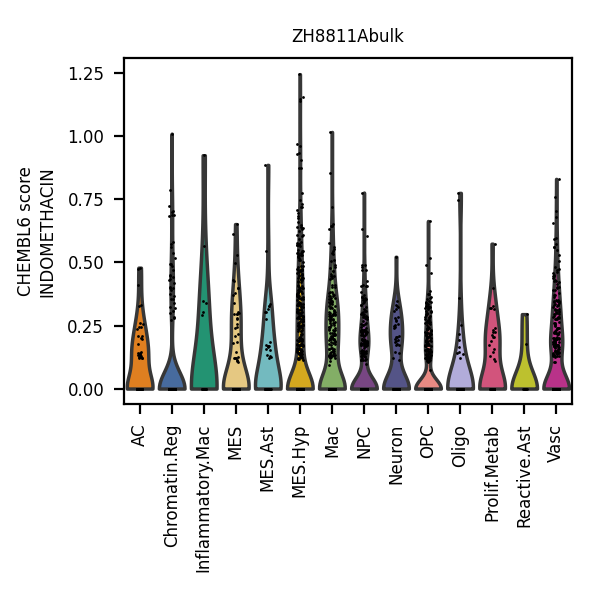 ZH8811Abulk
CHEMBL6 score
INDOMETHACIN
1.25
1.00
0.75
0.50
0.25
0.00
AC
Chromatin.Reg
Inflammatory.Mac
MES
MES.Ast
MES.Hyp
Mac
NPC
Neuron
OPC
Oligo
Prolif.Metab
Reactive.Ast
Vasc